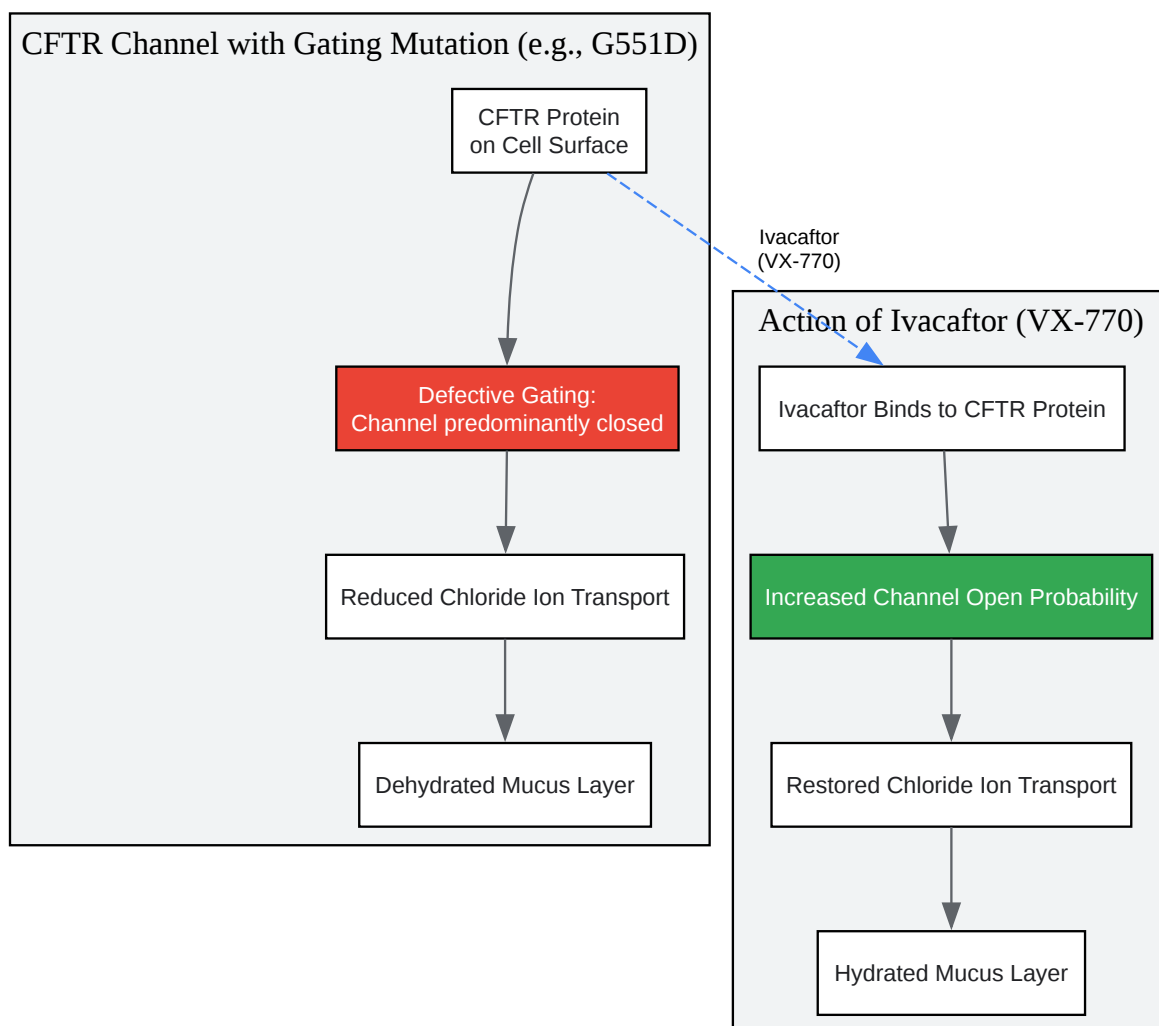 CFTR Channel with Gating Mutation (e.g., G551D)
CFTR Protein
on Cell Surface
Defective Gating:
Channel predominantly closed
Reduced Chloride Ion Transport
Dehydrated Mucus Layer
Ivacaftor
(VX-770)
Action of Ivacaftor (VX-770)
Ivacaftor Binds to CFTR Protein
Increased Channel Open Probability
Restored Chloride Ion Transport
Hydrated Mucus Layer